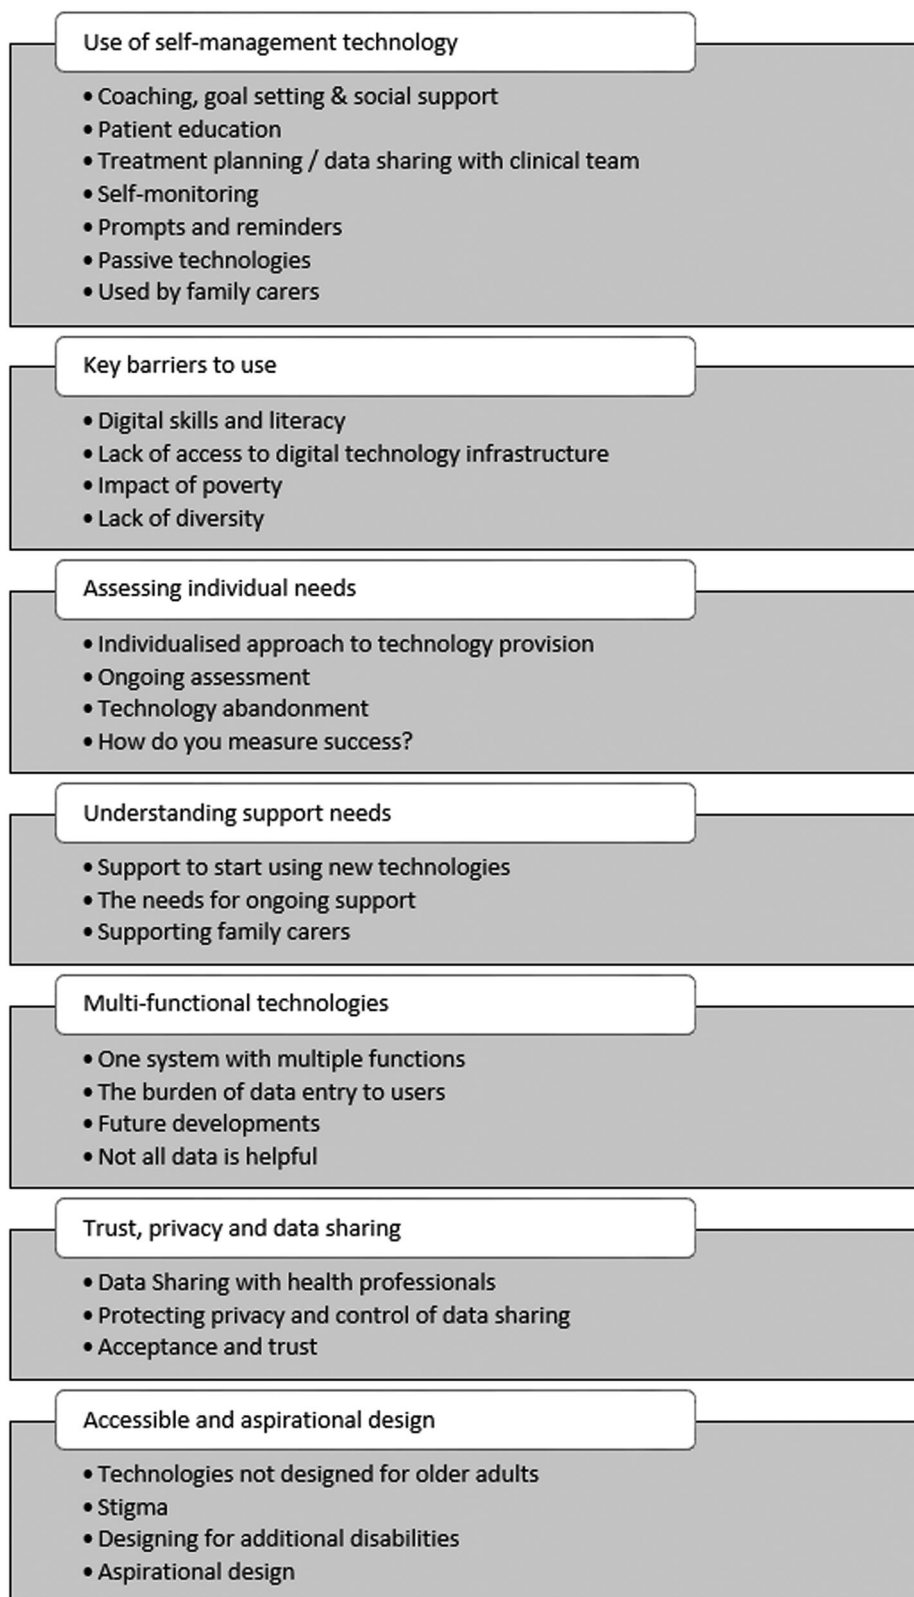 Use of self-management technology
• Coaching, goal setting & social support
• Patient education
• Treatment planning / data sharing with clinical team
• Self-monitoring
• Prompts and reminders
• Passive technologies
• Used by family carers
Key barriers to use
• Digital skills and literacy
• Lack of access to digital technology infrastructure
• Impact of poverty
• Lack of diversity
Assessing individual needs
• Individualised approach to technology provision
• Ongoing assessment
• Technology abandonment
• How do you measure success?
Understanding support needs
• Support to start using new technologies
• The needs for ongoing support
• Supporting family carers
Multi-functional technologies
• One system with multiple functions
• The burden of data entry to users
• Future developments
• Not all data is helpful
Trust, privacy and data sharing
• Data Sharing with health professionals
• Protecting privacy and control of data sharing
• Acceptance and trust
Accessible and aspirational design
• Technologies not designed for older adults
• Stigma
• Designing for additional disabilities
• Aspirational design